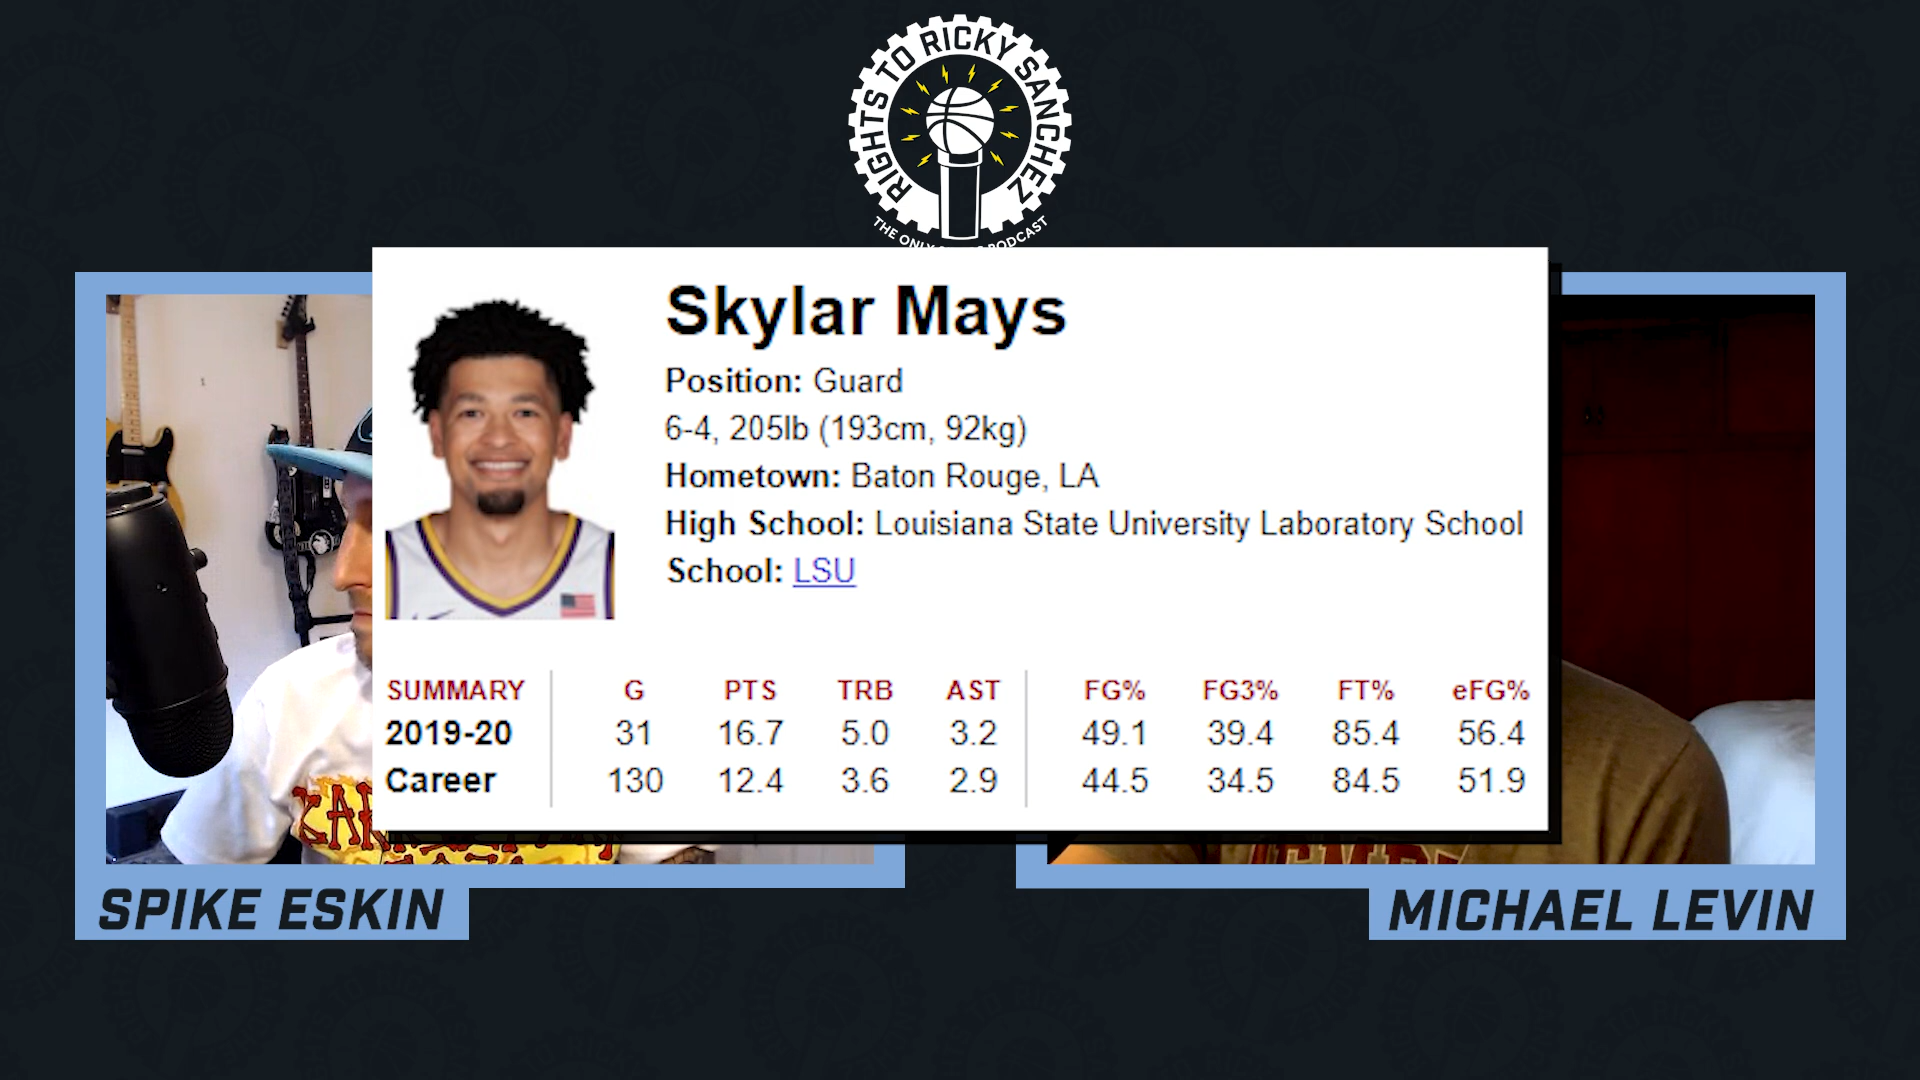 RIGHTS TO RICKY SANCHEZ
THE ONLY PODCAST
Skylar Mays
Position: Guard
6-4, 205lb (193cm, 92kg)
Hometown: Baton Rouge, LA
High School: Louisiana State University Laboratory School
School: LSU
SUMMARY G PTS TRB AST FG% FG3% FT% eFG%
2019-20 31 16.7 5.0 3.2 49.1 39.4 85.4 56.4
Career 130 12.4 3.6 2.9 44.5 34.5 84.5 51.9
SPIKE ESKIN
MICHAEL LEVIN